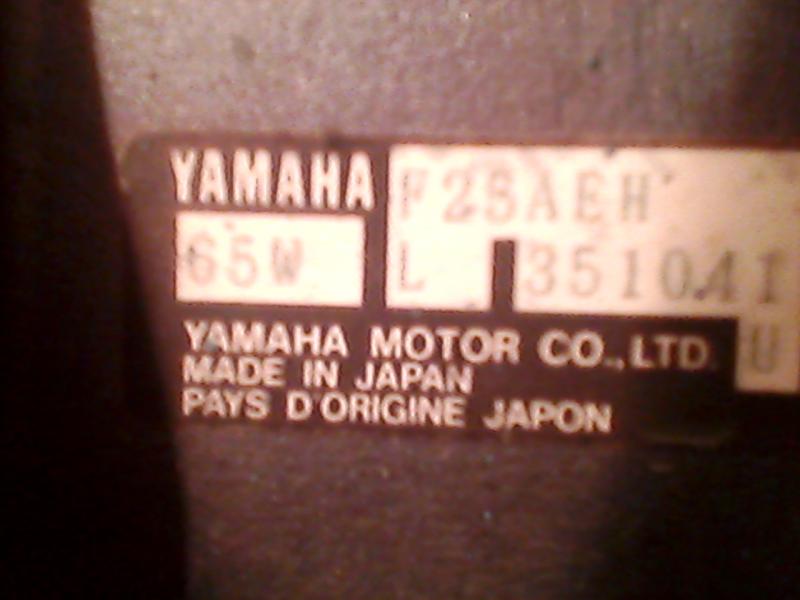 YAMAHA F25AEH
65W L 351041
U
YAMAHA MOTOR CO.,LTD.
MADE IN JAPAN
PAYS D'ORIGINE JAPON